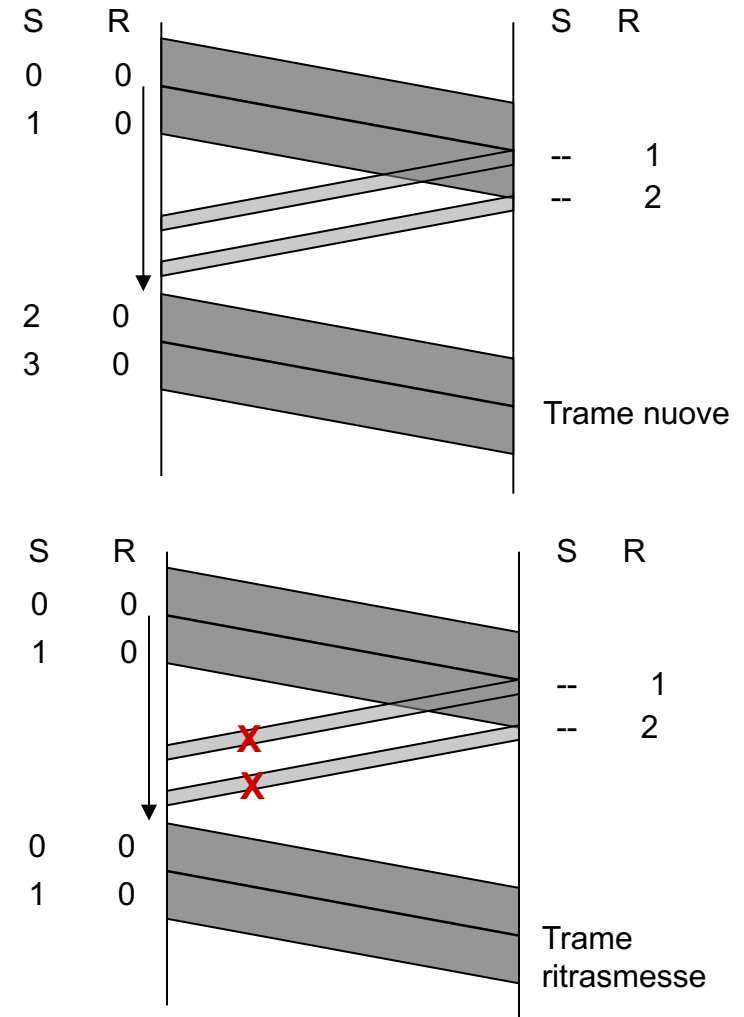 S R S R
0 0
1 0
-- 1
-- 2
2 0
3 0
Trame nuove
S R S R
0 0
1 0
-- 1
-- 2
X
X
0 0
1 0
Trame
ritrasmesse